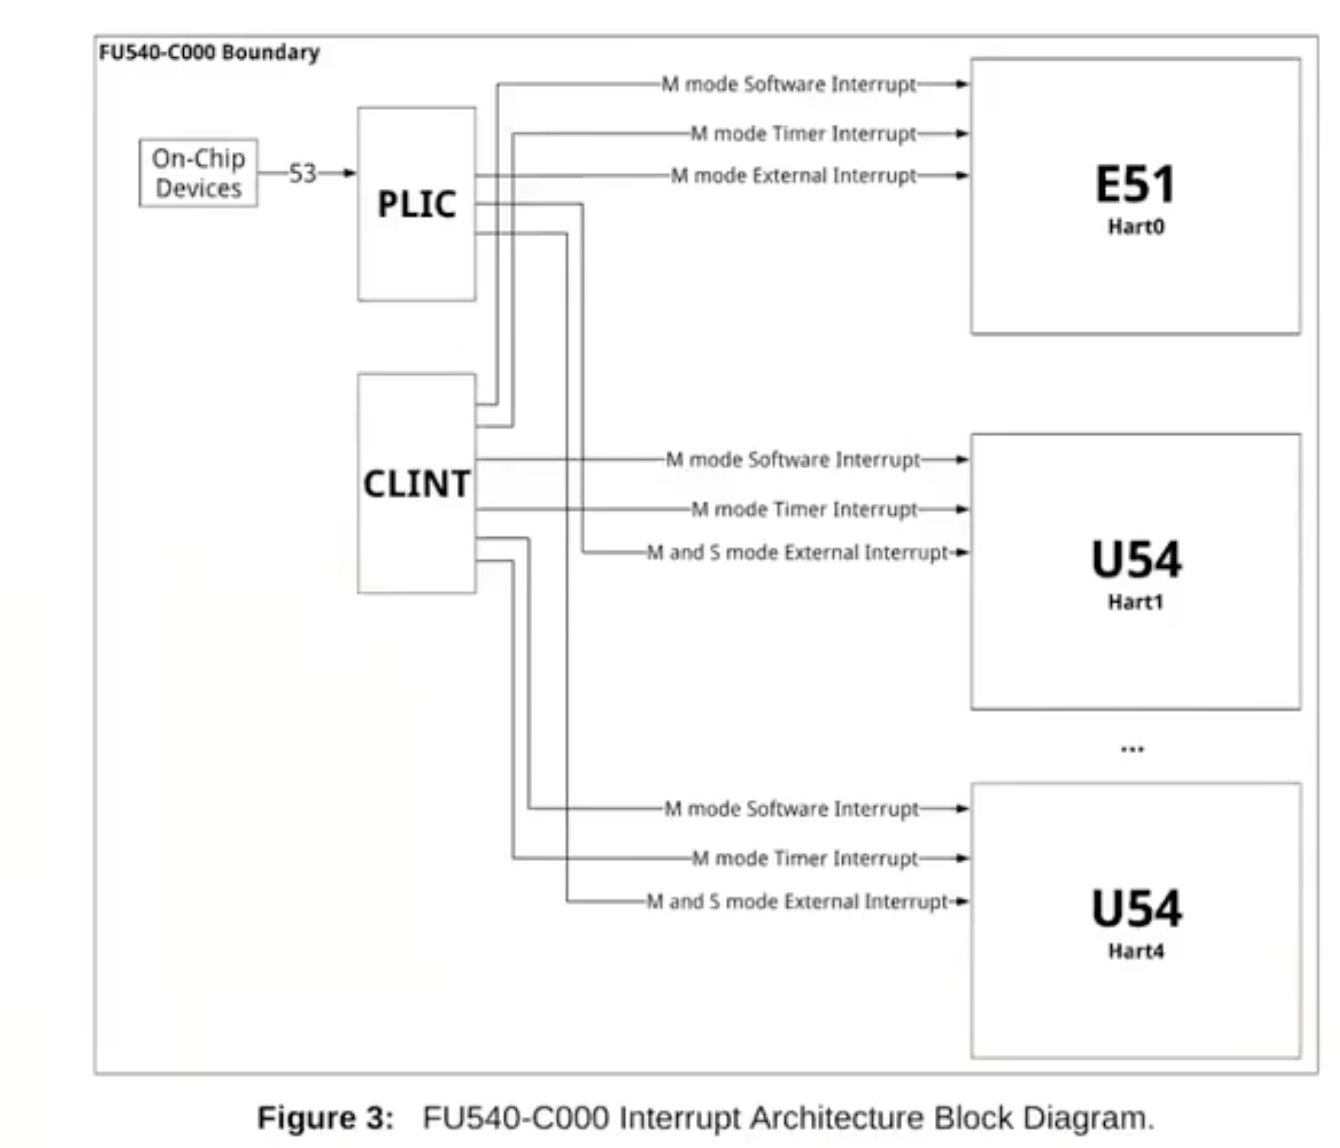 FU540-C000 Boundary
On-Chip
Devices
53
PLIC
M mode Software Interrupt
M mode Timer Interrupt
M mode External Interrupt
E51
Hart0
CLINT
M mode Software Interrupt
M mode Timer Interrupt
M and S mode External Interrupt
U54
Hart1
...
M mode Software Interrupt
M mode Timer Interrupt
M and S mode External Interrupt
U54
Hart4
Figure 3: FU540-C000 Interrupt Architecture Block Diagram.